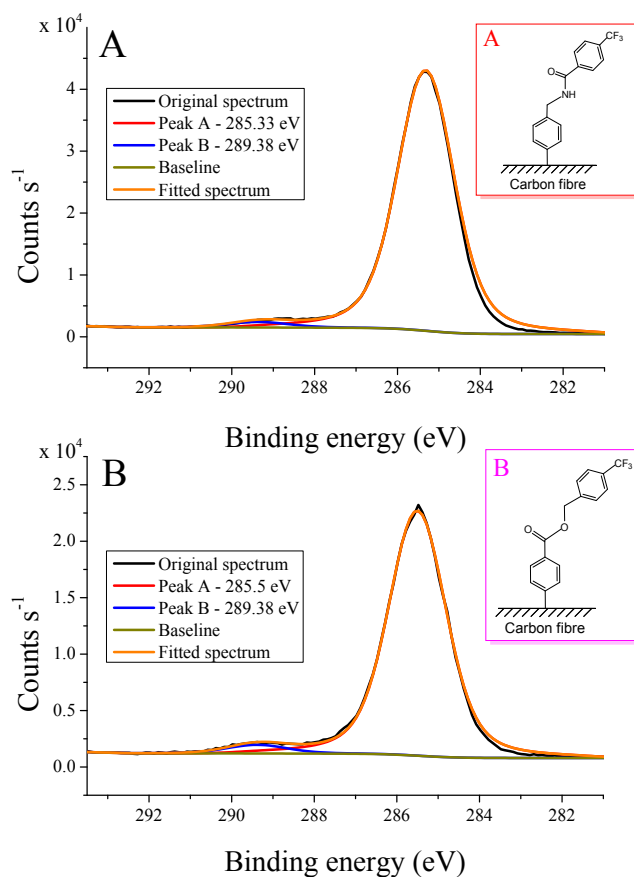 x 10⁴
A
5
4
3
2
1
0
Counts s⁻¹
Original spectrum
Peak A - 285.33 eV
Peak B - 289.38 eV
Baseline
Fitted spectrum
A
CF₃
O
NH
Carbon fibre
292 290 288 286 284 282
Binding energy (eV)
x 10⁴
B
2.5
2.0
1.5
1.0
0.5
0.0
Counts s⁻¹
Original spectrum
Peak A - 285.5 eV
Peak B - 289.38 eV
Baseline
Fitted spectrum
B
CF₃
O
O
Carbon fibre
292 290 288 286 284 282
Binding energy (eV)